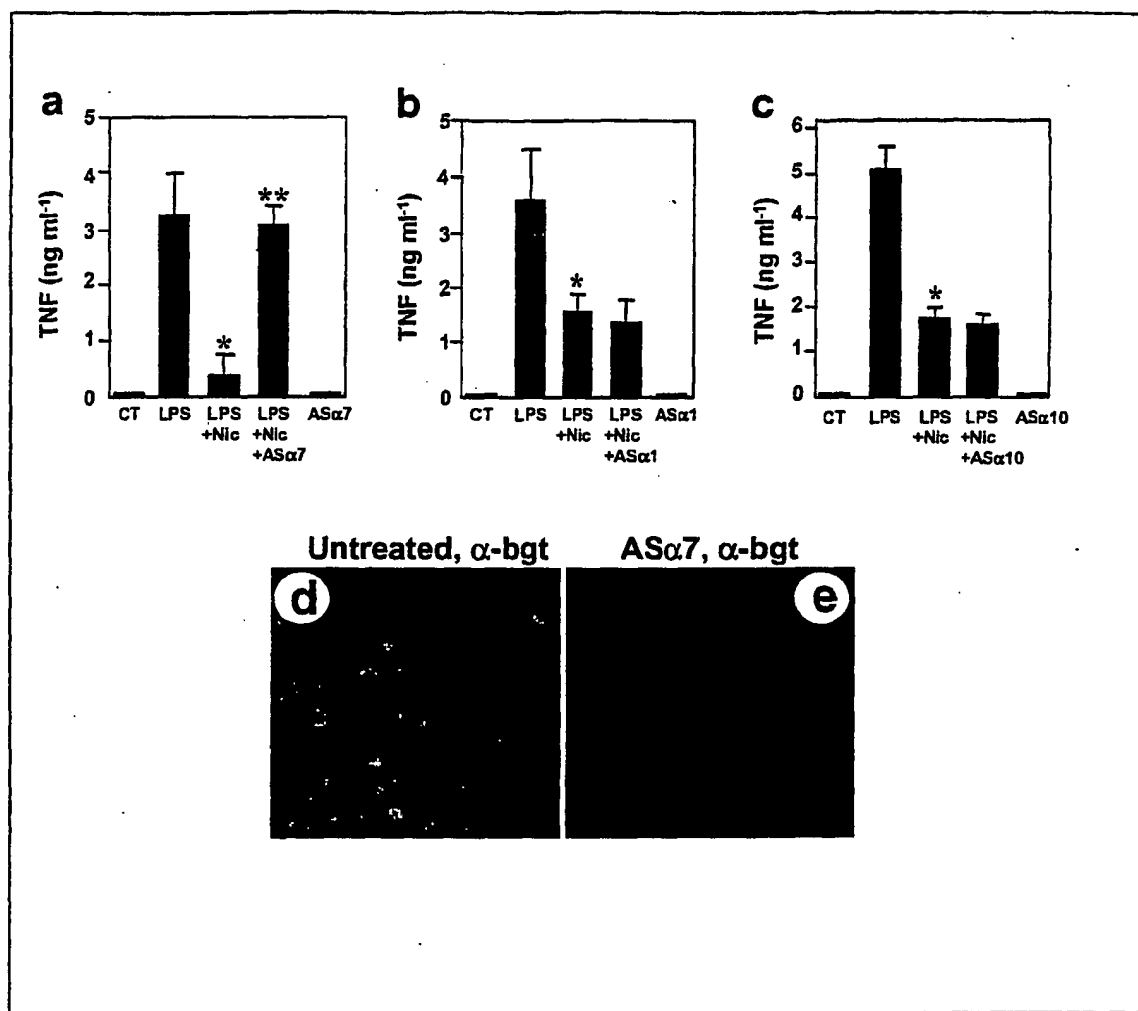 a
TNF (ng ml-1)
5
4
3
2
1
0
**
*
CT LPS LPS LPS ASα7
+Nic +Nic
+ASα7
b
TNF (ng ml-1)
5
4
3
2
1
0
*
CT LPS LPS LPS ASα1
+Nic +Nic
+ASα1
c
TNF (ng ml-1)
6
5
4
3
2
1
0
*
CT LPS LPS LPS ASα10
+Nic +Nic
+ASα10
Untreated, α-bgt
ASα7, α-bgt
d
e